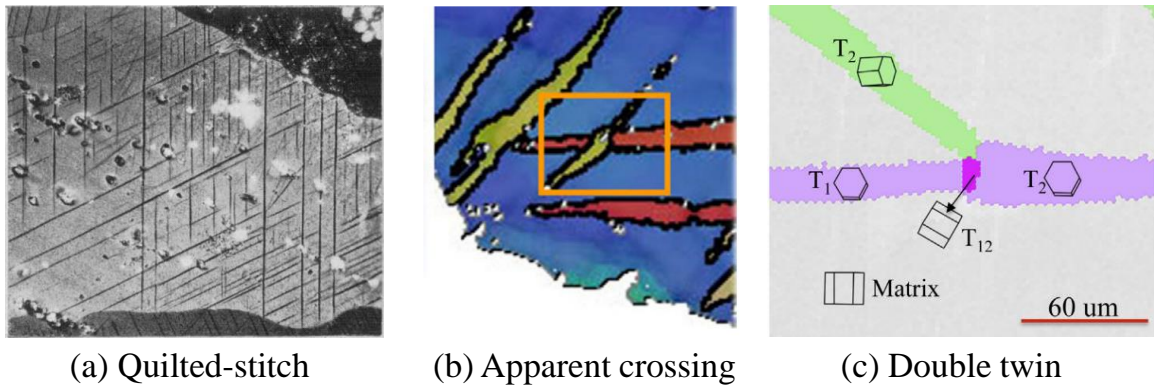 T₂
T₁
T₂
T₁₂
Matrix
60 um
(a) Quilted-stitch
(b) Apparent crossing
(c) Double twin